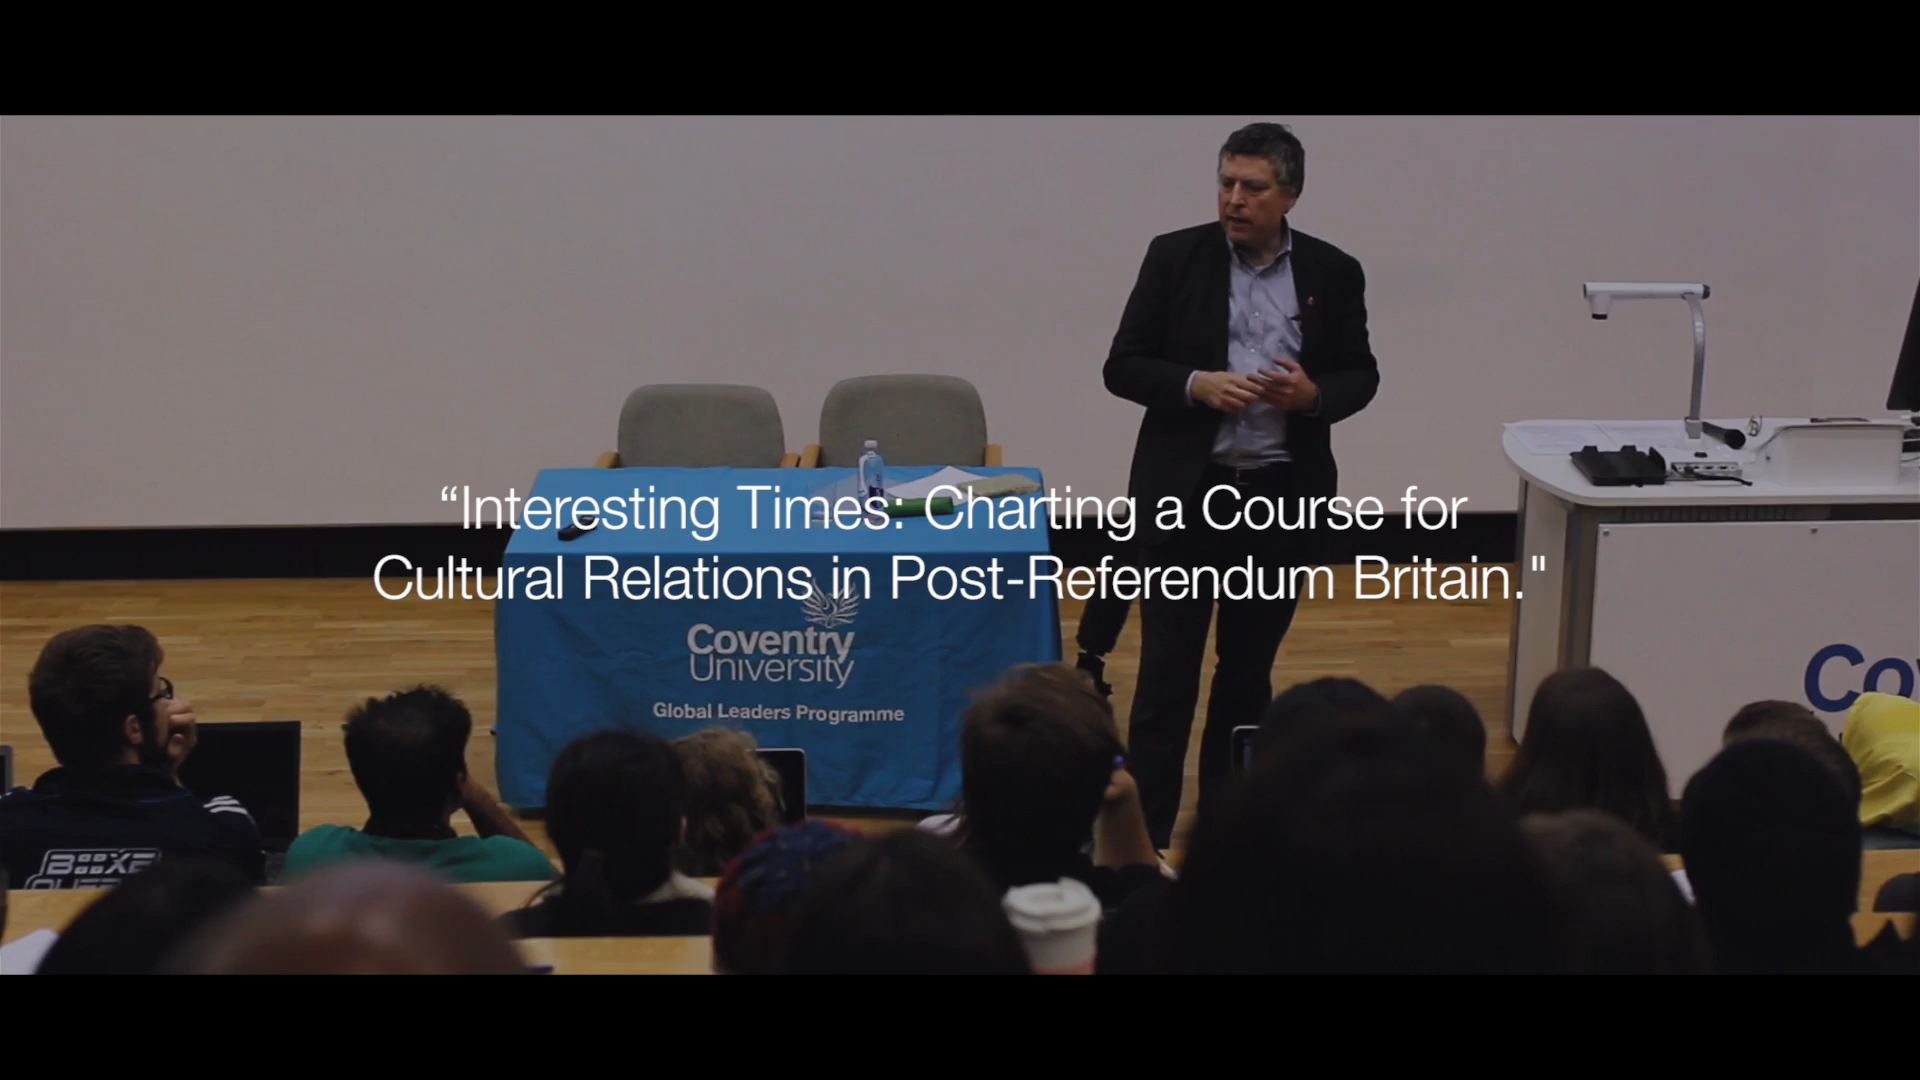 “Interesting Times: Charting a Course for
Cultural Relations in Post-Referendum Britain."
Coventry
University
Global Leaders Programme